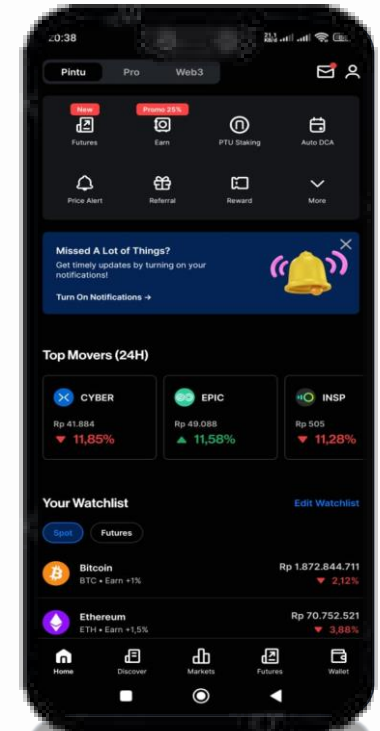 20:38
Pintu Pro Web3
New Promo 25%
Futures Earn PTU Staking Auto DCA
Price Alert Referral Reward More
Missed A Lot of Things?
Get timely updates by turning on your
notifications!
Turn On Notifications →
Top Movers (24H)
CYBER EPIC INSP
Rp 41.884 Rp 49.088 Rp 505
▼ 11,85% ▲ 11,58% ▼ 11,28%
Your Watchlist Edit Watchlist
Spot Futures
Bitcoin Rp 1.872.844.711
BTC • Earn +1% ▼ 2,12%
Ethereum Rp 70.752.521
ETH • Earn +1,5% ▼ 3,88%
Home Discover Markets Futures Wallet